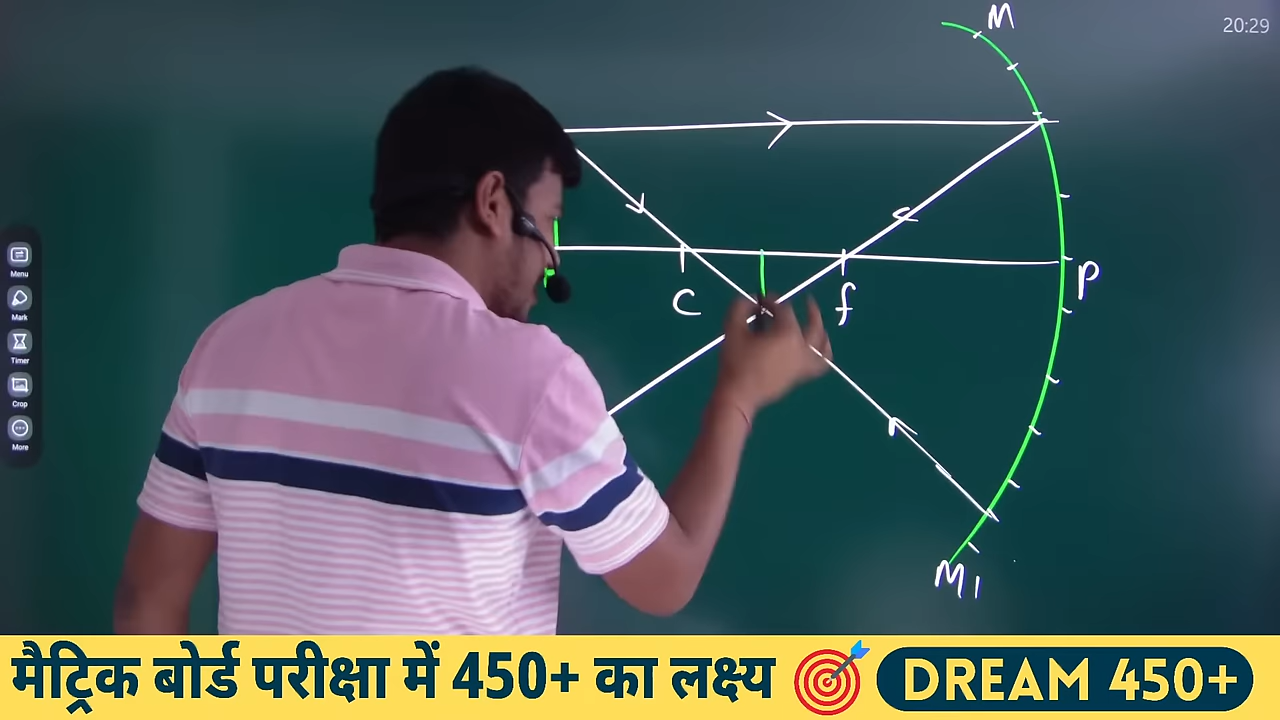 20:29
M
C
f
P
M1
Menu
Mark
Timer
Crop
More
मैट्रिक बोर्ड परीक्षा में 450+ का लक्ष्य
DREAM 450+